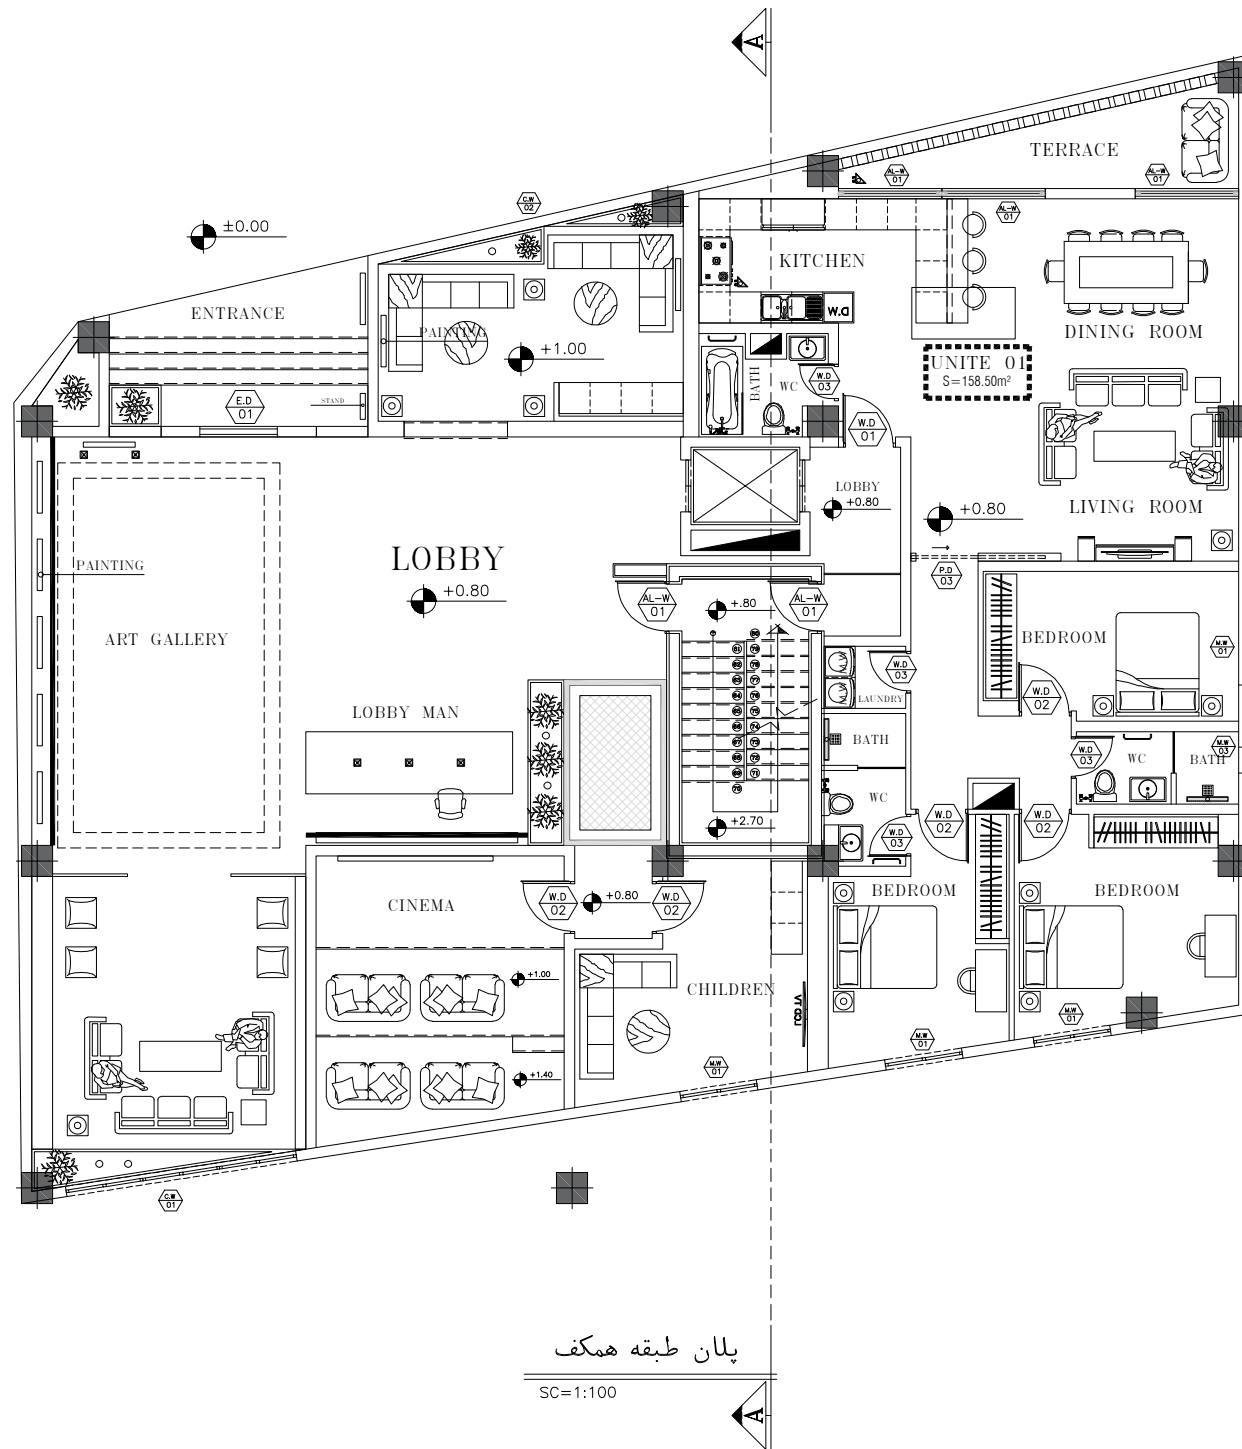 A
TERRACE
AL-W
01
AL-W
01
C.W
02
AL-W
01
±0.00
KITCHEN
ENTRANCE
W.D
PAINTING
DINING ROOM
+1.00
UNITE 01
S=158.50m²
BATH
WC
W.D
03
E.D
01
STAND
W.D
01
LOBBY
+0.80
LIVING ROOM
+0.80
LOBBY
+0.80
PAINTING
P.D
03
AL-W
01
+.80
AL-W
01
ART GALLERY
BEDROOM
M.W
01
W.D
03
LAUNDRY
W.D
02
LOBBY MAN
BATH
W.D
03
WC
BATH
M.W
03
WC
+2.70
W.D
03
W.D
02
W.D
02
CINEMA
W.D
02
+0.80
W.D
02
BEDROOM
BEDROOM
+1.00
CHILDREN
M.W
01
M.W
01
M.W
01
+1.40
C.W
01
پلان طبقه همکف
SC=1:100
A